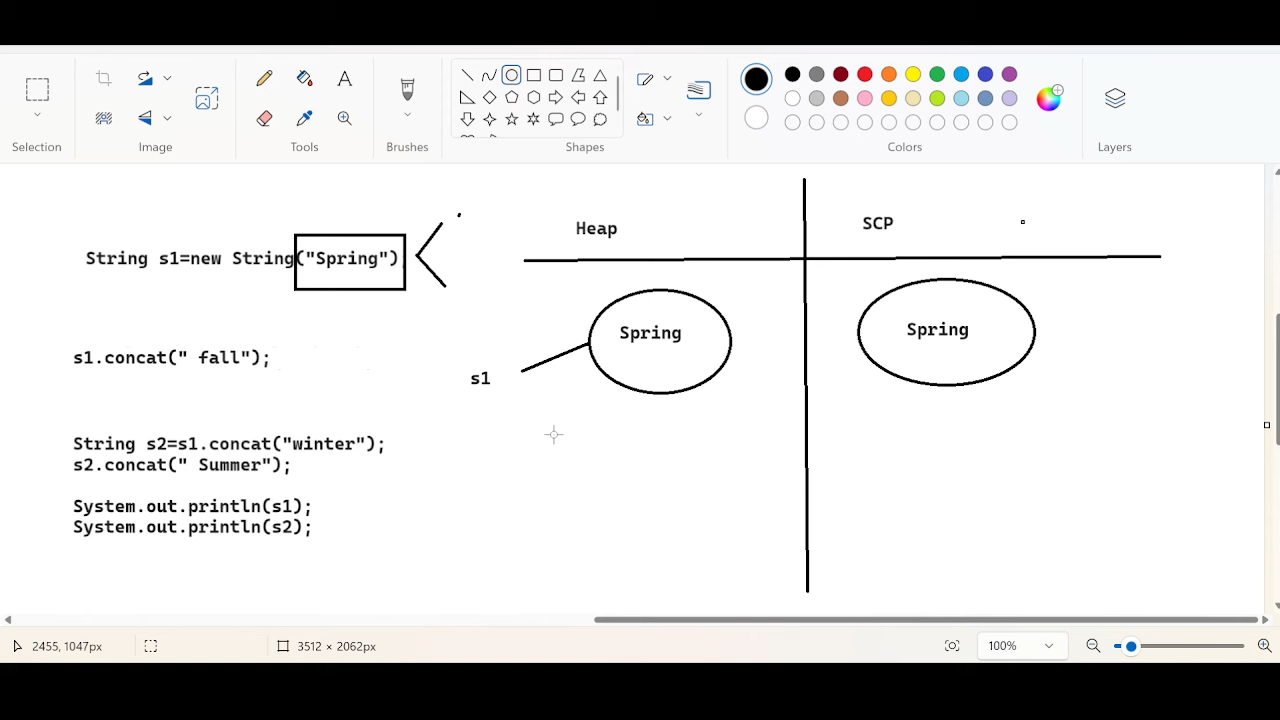 Selection
Image
Tools
Brushes
Shapes
Colors
Layers
String s1=new String("Spring")
Heap
SCP
Spring
Spring
s1.concat(" fall");
s1
String s2=s1.concat("winter");
s2.concat(" Summer");
System.out.println(s1);
System.out.println(s2);
2455, 1047px
3512 × 2062px
100%